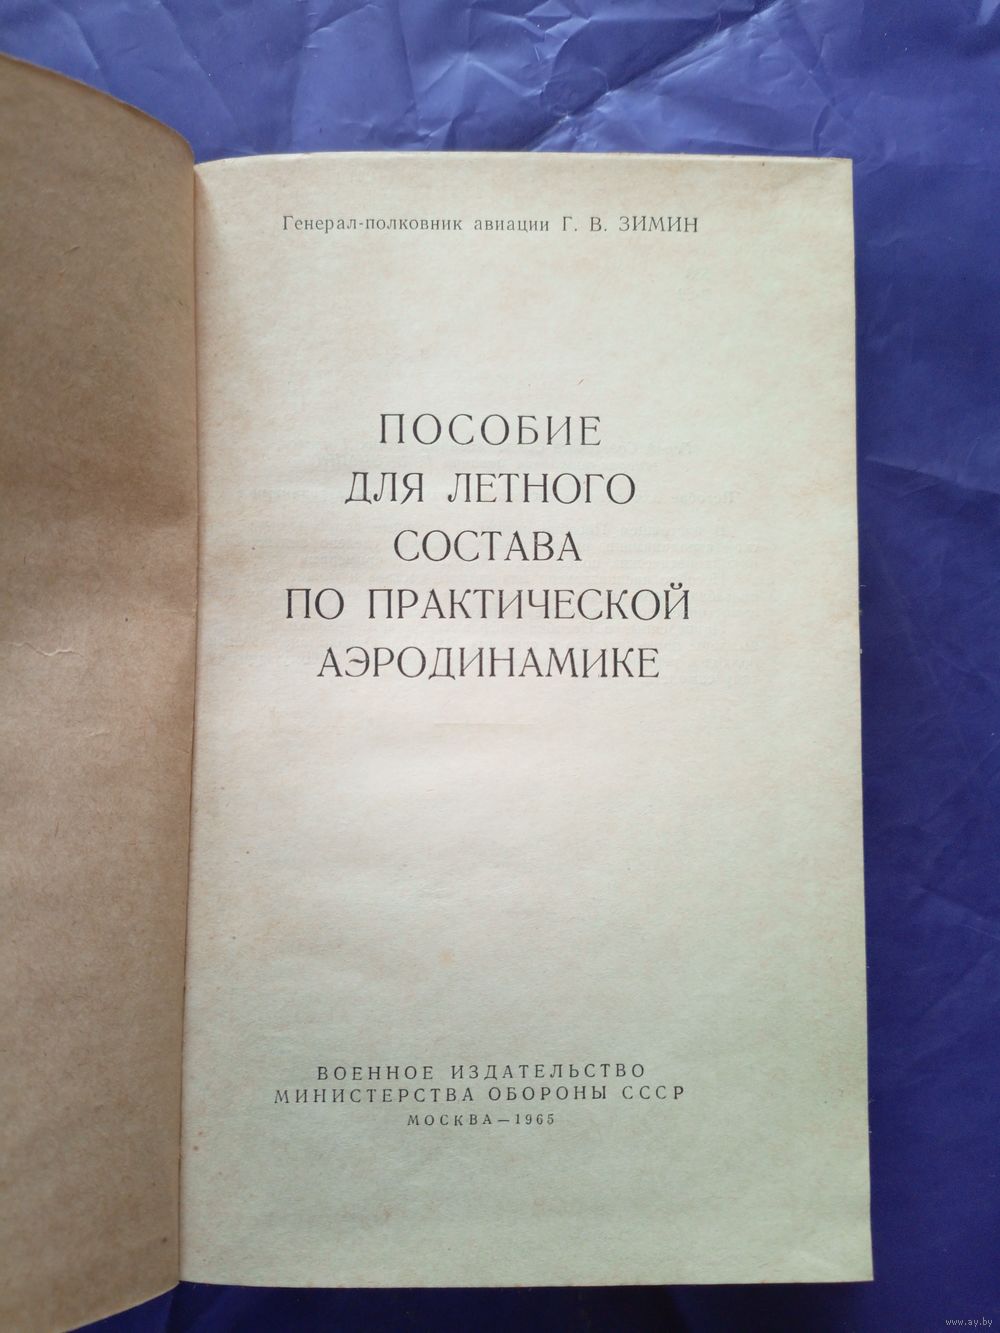 Генерал-полковник авиации Г. В. ЗИМИН
ПОСОБИЕ
ДЛЯ ЛЕТНОГО
СОСТАВА
ПО ПРАКТИЧЕСКОЙ
АЭРОДИНАМИКЕ
ВОЕННОЕ ИЗДАТЕЛЬСТВО
МИНИСТЕРСТВА ОБОРОНЫ СССР
МОСКВА — 1965
www.ay.by